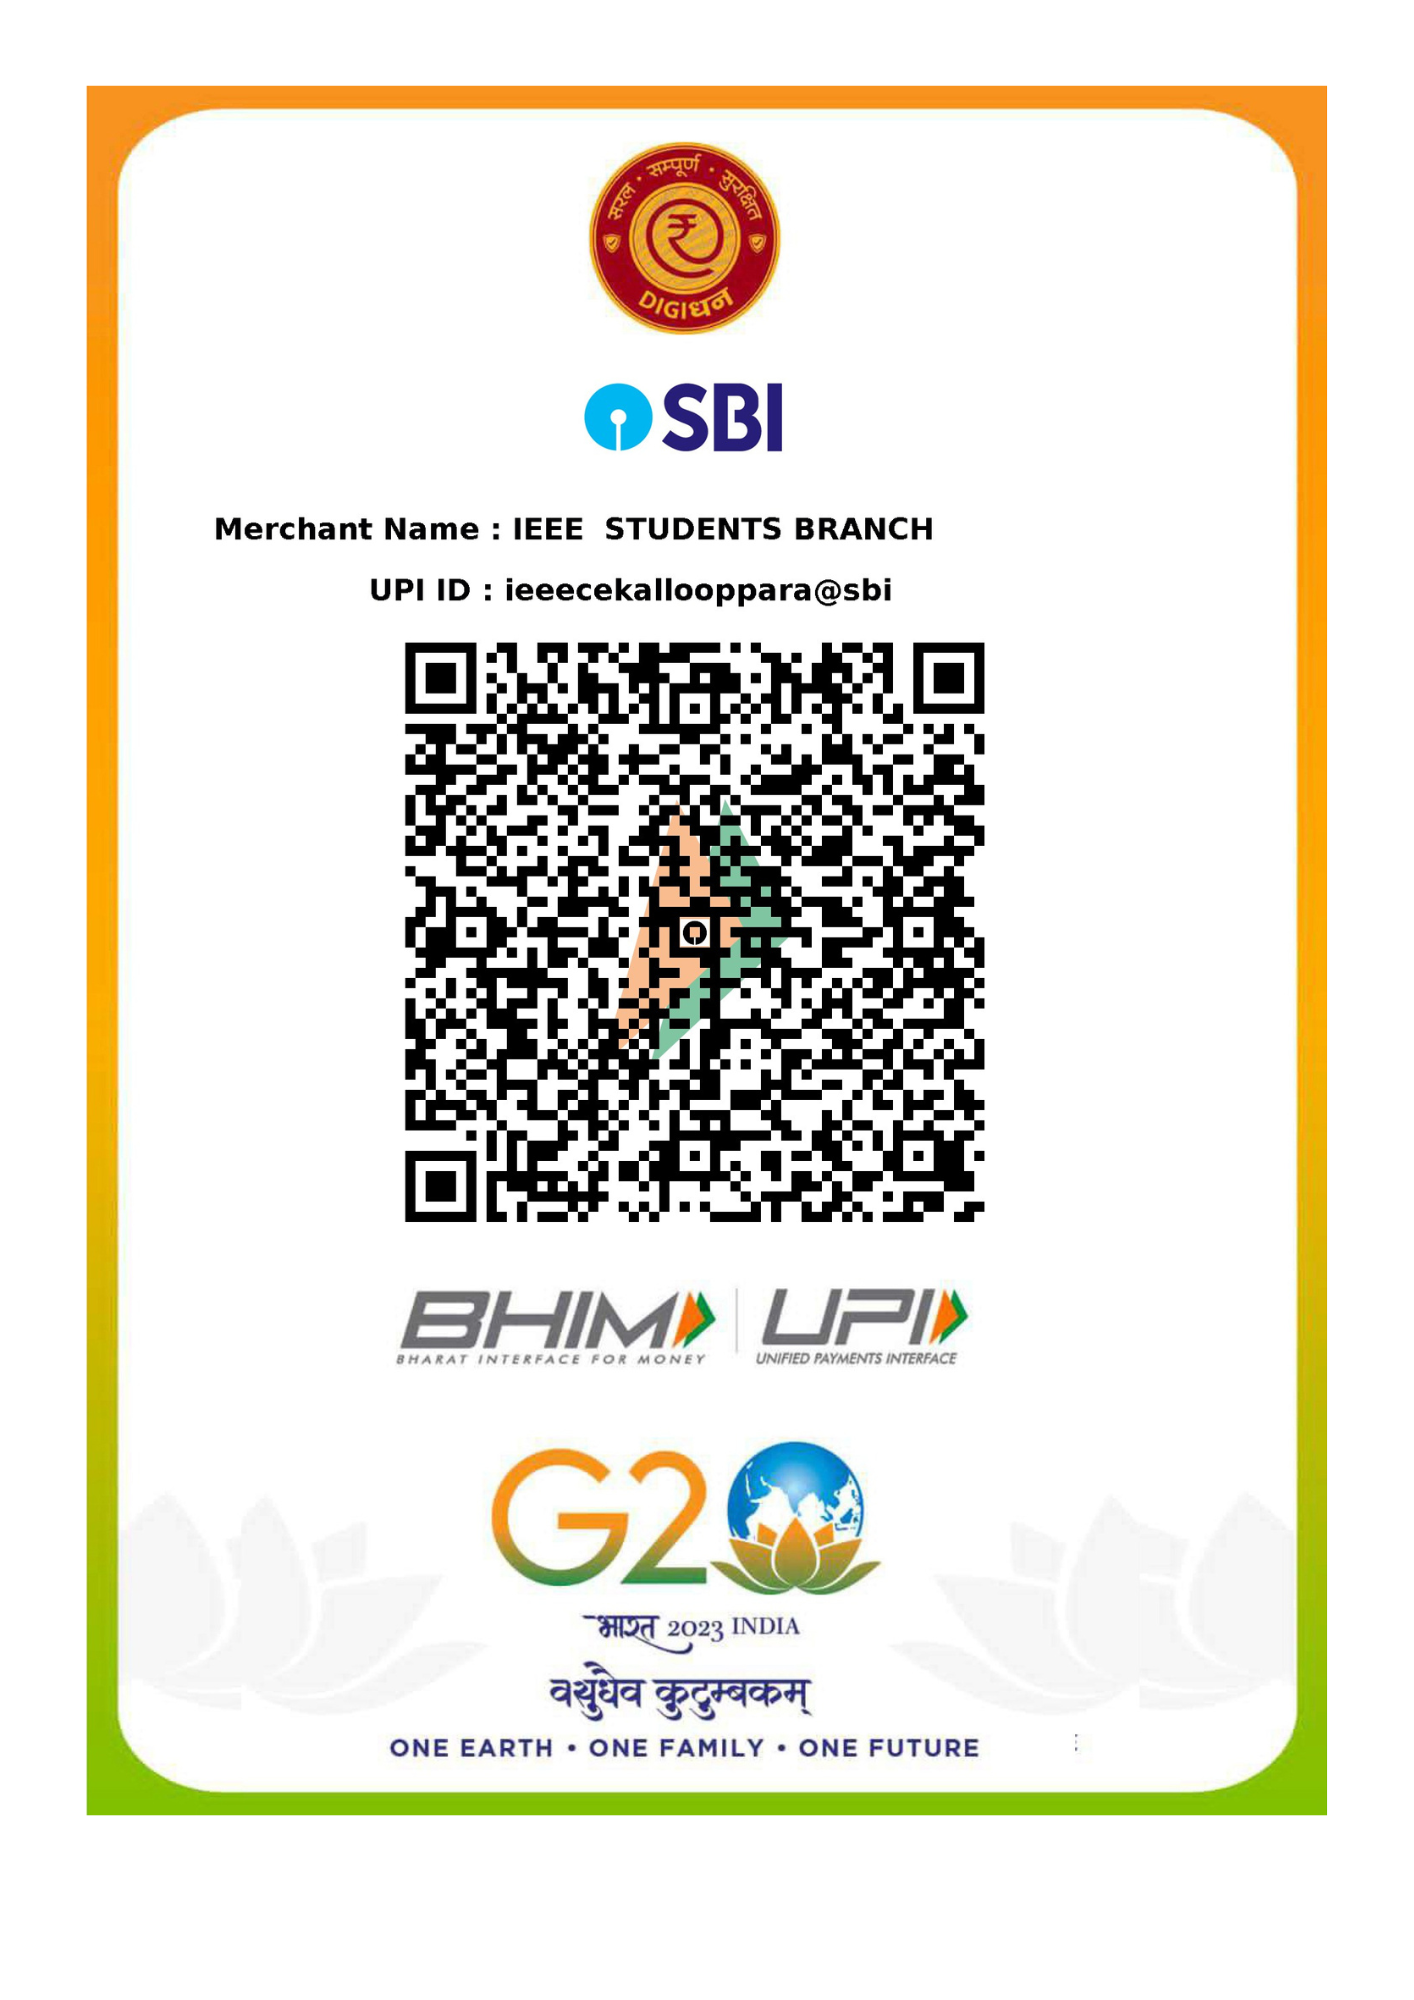 सरल • सम्पूर्ण • सुरक्षित
DIGIधन
SBI
Merchant Name : IEEE  STUDENTS BRANCH
UPI ID : ieeecekallooppara@sbi
BHIM
BHARAT INTERFACE FOR MONEY
UPI
UNIFIED PAYMENTS INTERFACE
G20
भारत 2023 INDIA
वसुधैव कुटुम्बकम्
ONE EARTH • ONE FAMILY • ONE FUTURE